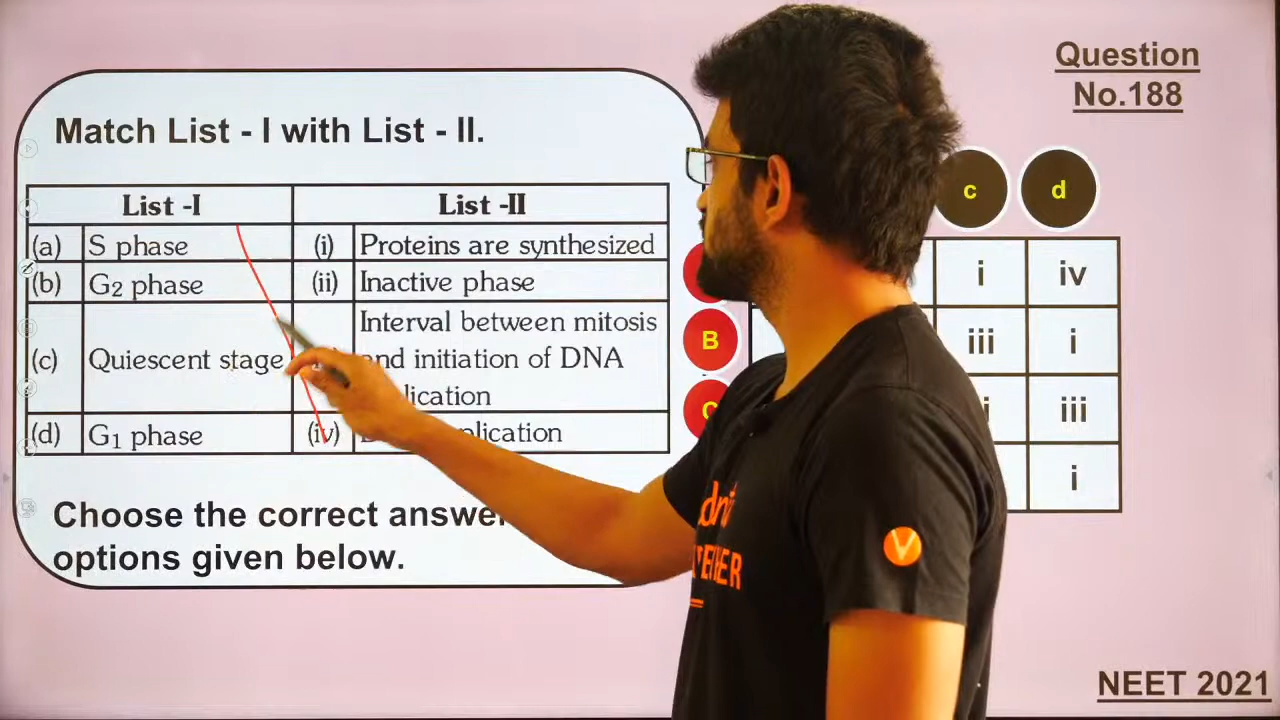 Question
No.188
Match List - I with List - II.
List -I List -II
(a) S phase (i) Proteins are synthesized
(b) G2 phase (ii) Inactive phase
(c) Quiescent stage Interval between mitosis
and initiation of DNA
(d) G1 phase (iv)
Choose the correct
options given below.
c d
i iv
B iii i
iii
i
NEET 2021